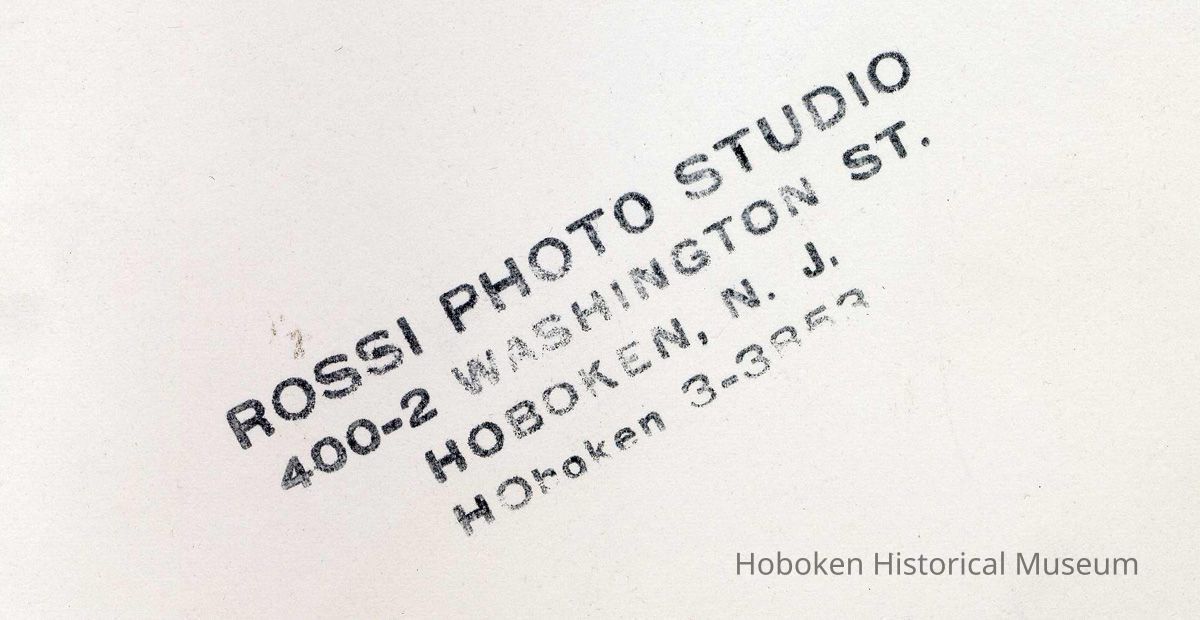 ROSSI PHOTO STUDIO
400-2 WASHINGTON ST.
HOBOKEN, N. J.
HOboken
Hoboken Historical Museum